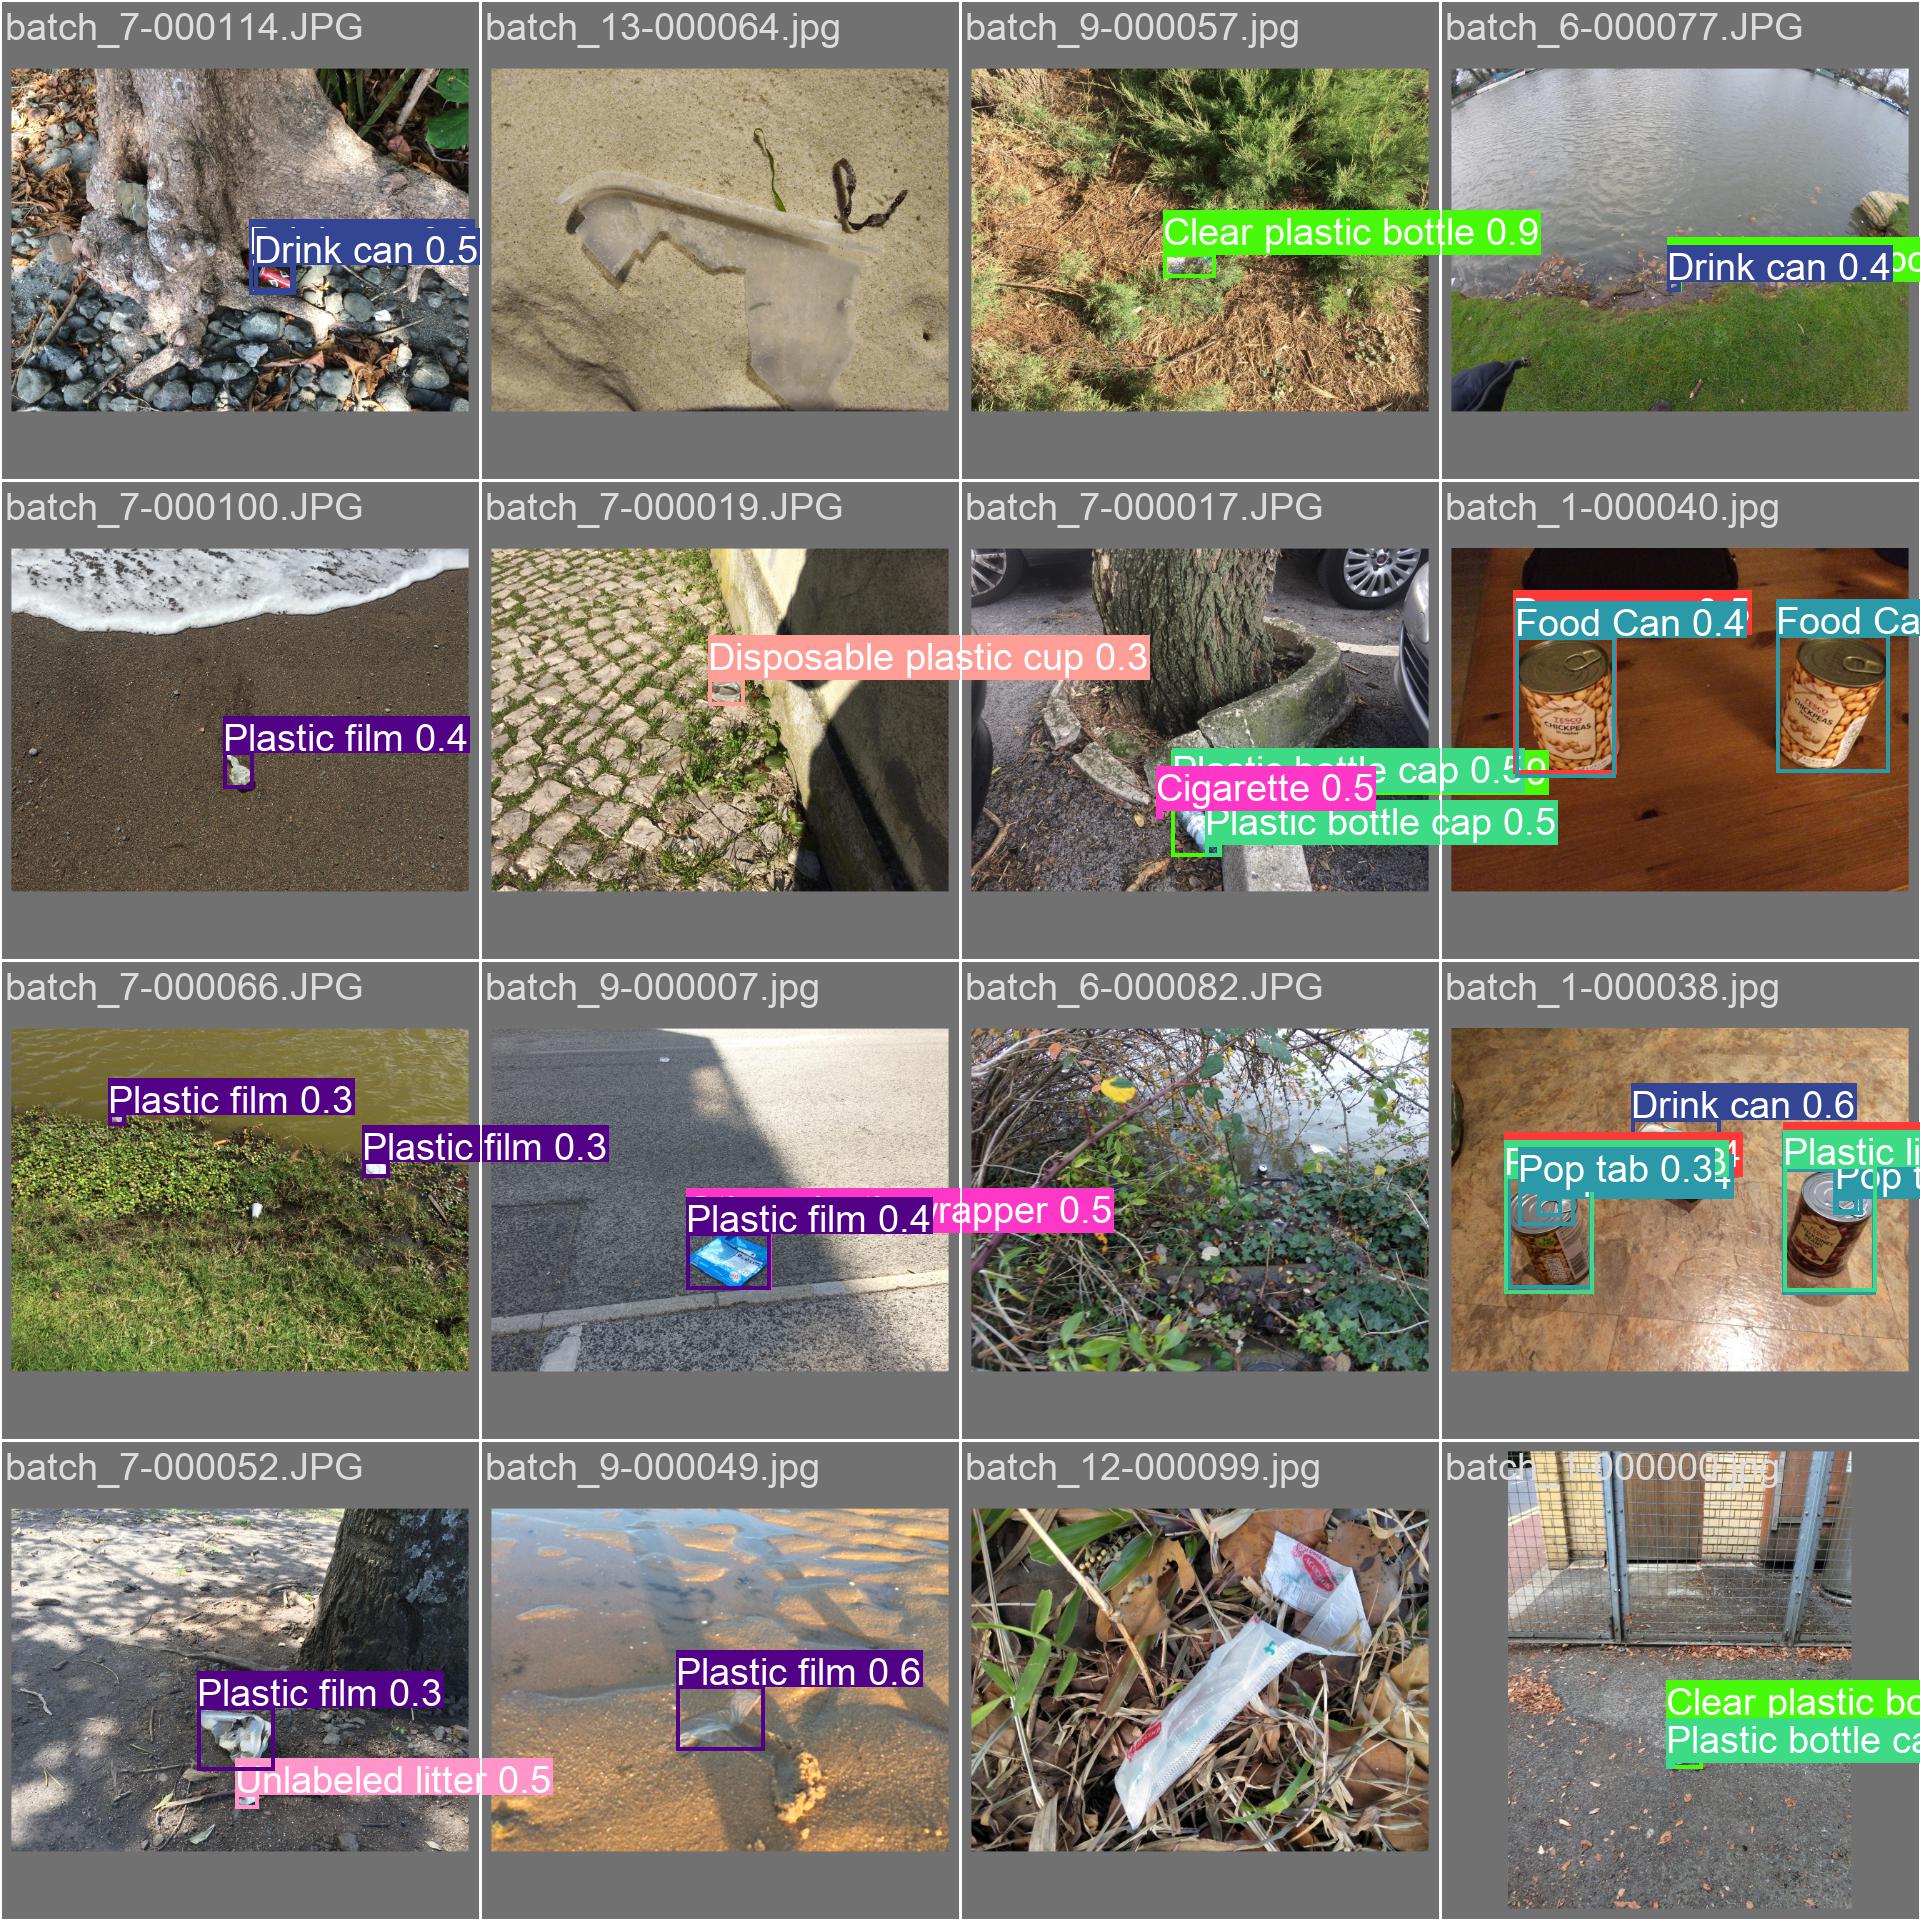 batch_7-000114.JPG
batch_13-000064.jpg
batch_9-000057.jpg
batch_6-000077.JPG
Drink can 0.5
Clear plastic bottle 0.9
Drink can 0.4
batch_7-000100.JPG
batch_7-000019.JPG
batch_7-000017.JPG
batch_1-000040.jpg
Plastic film 0.4
Disposable plastic cup 0.3
Plastic bottle cap 0.5
Cigarette 0.5
Plastic bottle cap 0.5
Food Can 0.4
Food Ca
TESCO
CHICKPEAS
TESCO
CHICKPEAS
batch_7-000066.JPG
batch_9-000007.jpg
batch_6-000082.JPG
batch_1-000038.jpg
Plastic film 0.3
Plastic film 0.3
wrapper 0.5
Plastic film 0.4
Drink can 0.6
Pop tab 0.3
Plastic li
Pop t
batch_7-000052.JPG
batch_9-000049.jpg
batch_12-000099.jpg
batch_1-000000.jpg
Plastic film 0.3
Unlabeled litter 0.5
Plastic film 0.6
Clear plastic bo
Plastic bottle ca